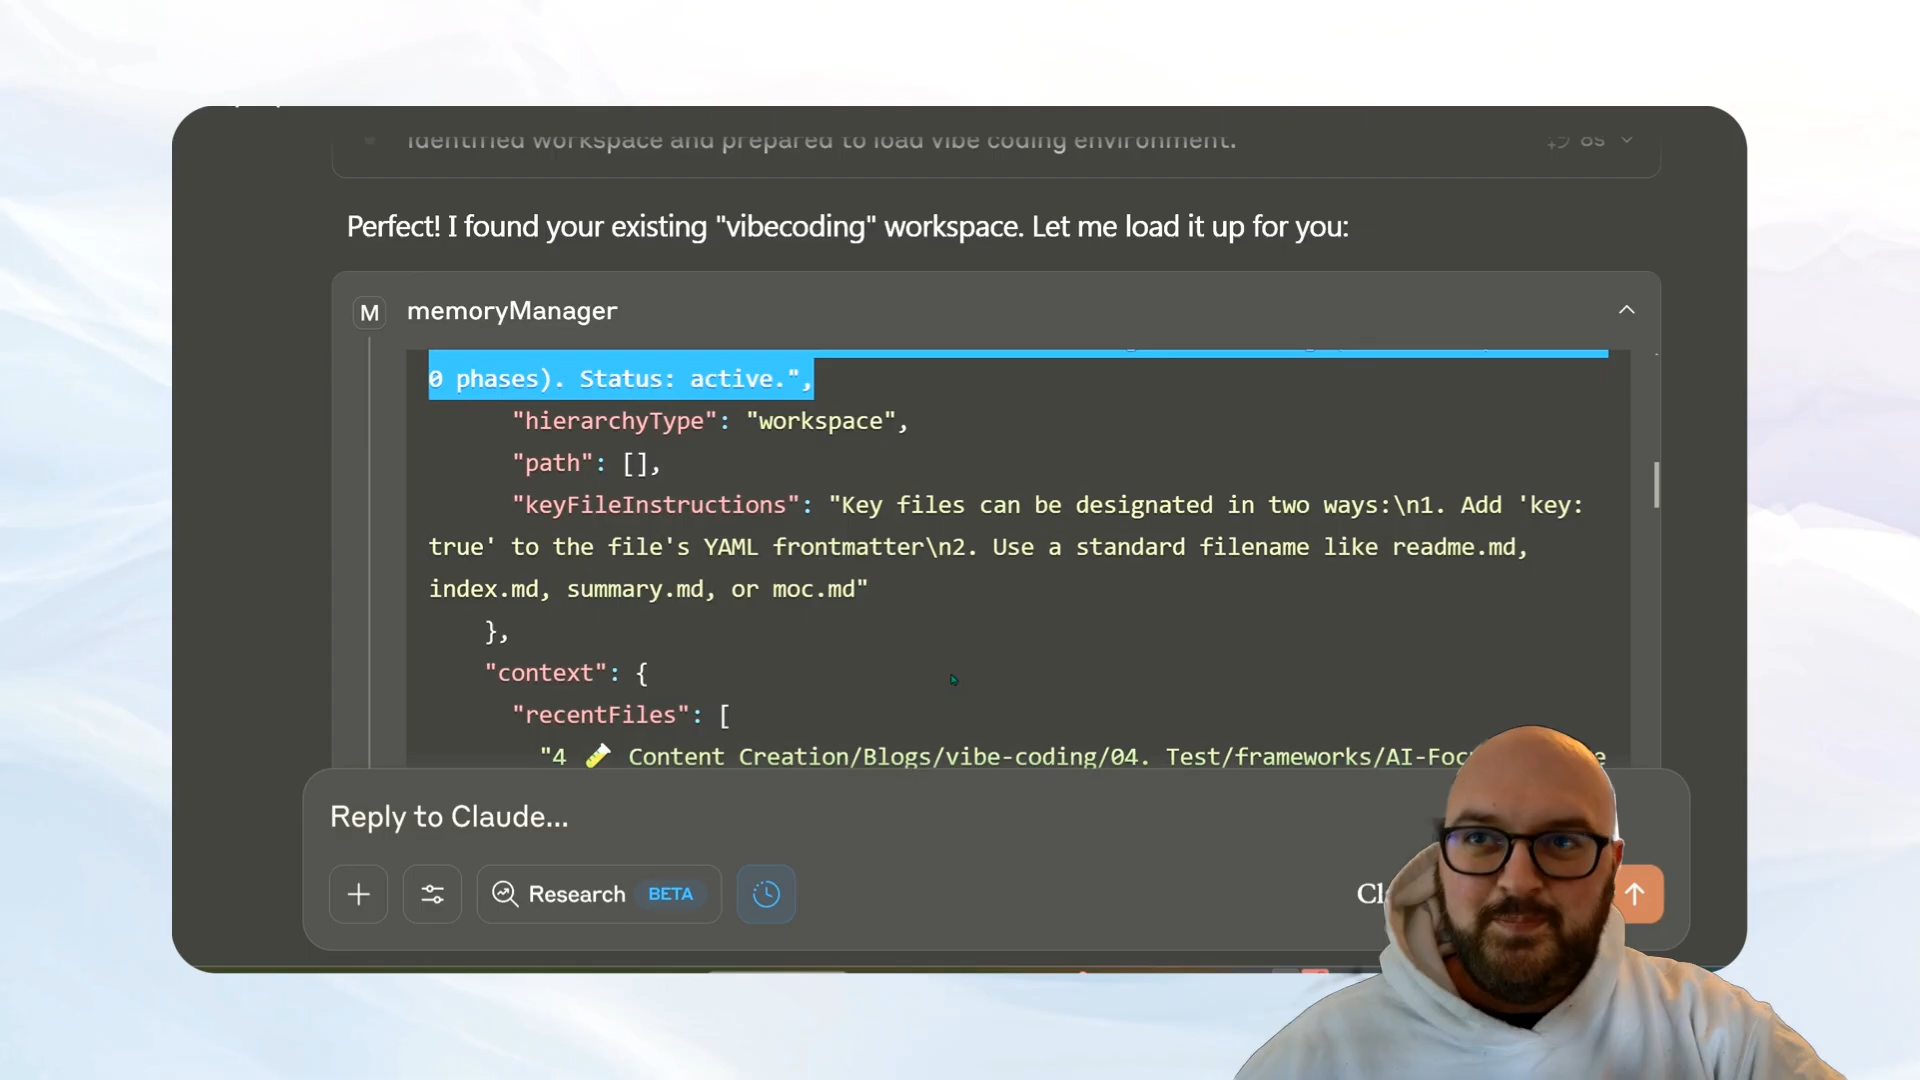 Identified workspace and prepared to load vibe coding environment.
8s
Perfect! I found your existing "vibecoding" workspace. Let me load it up for you:
M memoryManager
0 phases). Status: active.",
"hierarchyType": "workspace",
"path": [],
"keyFileInstructions": "Key files can be designated in two ways:\n1. Add 'key:
true' to the file's YAML frontmatter\n2. Use a standard filename like readme.md,
index.md, summary.md, or moc.md"
},
"context": {
"recentFiles": [
"4 🧪 Content Creation/Blogs/vibe-coding/04. Test/frameworks/
Reply to Claude...
Research BETA